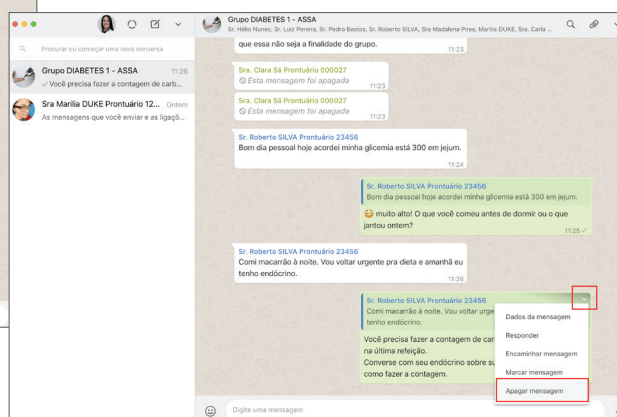 Procurar ou começar uma nova conversa
Grupo DIABETES 1 - ASSA 11:26
Você precisa fazer a contagem de carb...
Sra Marilia DUKE Prontuário 12... Ontem
As mensagens que você enviar e as ligaçõ...
Grupo DIABETES 1 - ASSA
Sr. Hélio Nunes, Sr. Luiz Pereira, Sr. Pedro Bastos, Sr. Roberto SILVA, Sra Madalena Pires, Marilia DUKE, Sra. Carla ...
que essa não seja a finalidade do grupo.
11:23
Sra. Clara Sá Prontuário 000027
Esta mensagem foi apagada
11:23
Sra. Clara Sá Prontuário 000027
Esta mensagem foi apagada
11:23
Sr. Roberto SILVA Prontuário 23456
Bom dia pessoal hoje acordei minha glicemia está 300 em jejum.
11:24
Sr. Roberto SILVA Prontuário 23456
Bom dia pessoal hoje acordei minha glicemia está 300 em jejum.
😳 muito alto! O que você comeu antes de dormir ou o que
jantou ontem?
11:25
Sr. Roberto SILVA Prontuário 23456
Comi macarrão à noite. Vou voltar urgente pra dieta e amanhã eu
tenho endócrino.
11:26
Sr. Roberto SILVA Prontuário 23456
Comi macarrão à noite. Vou voltar urge
tenho endócrino.
Você precisa fazer a contagem de car
na última refeição.
Converse com seu endócrino sobre su
como fazer a contagem.
Dados da mensagem
Responder
Encaminhar mensagem
Marcar mensagem
Apagar mensagem
Digite uma mensagem